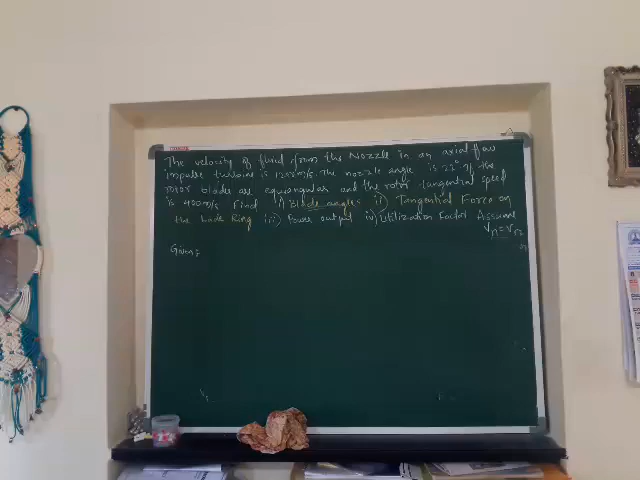 The velocity of fluid from the Nozzle in an axial flow
impulse turbine is 1200m/s. The nozzle angle is 22° If the
rotor blades are equiangular and the rotor tangential speed
is 400m/s Find i) Blade angles ii) Tangential Force on
the blade Ring iii) Power output iv) Utilization Factor Assume
Vr1 = Vr2
Given: